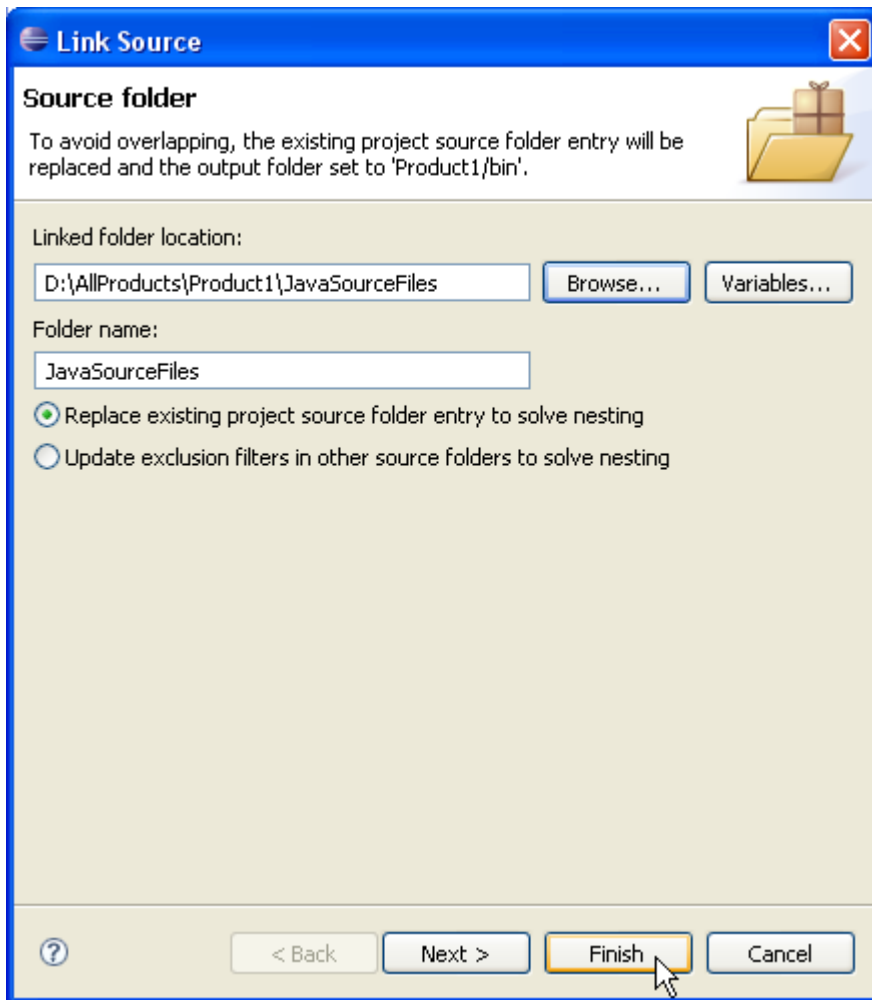 Link Source
Source folder
To avoid overlapping, the existing project source folder entry will be
replaced and the output folder set to 'Product1/bin'.
Linked folder location:
D:\AllProducts\Product1\JavaSourceFiles
Browse...
Variables...
Folder name:
JavaSourceFiles
Replace existing project source folder entry to solve nesting
Update exclusion filters in other source folders to solve nesting
?
< Back
Next >
Finish
Cancel